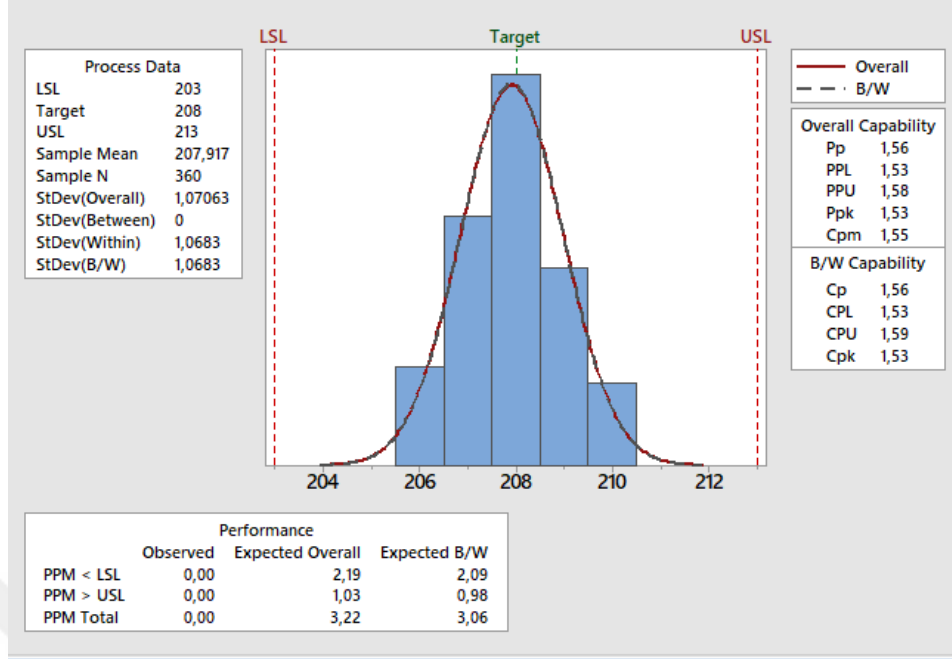 LSL Target USL
Process Data
LSL 203
Target 208
USL 213
Sample Mean 207,917
Sample N 360
StDev(Overall) 1,07063
StDev(Between) 0
StDev(Within) 1,0683
StDev(B/W) 1,0683
Overall
B/W
Overall Capability
Pp 1,56
PPL 1,53
PPU 1,58
Ppk 1,53
Cpm 1,55
B/W Capability
Cp 1,56
CPL 1,53
CPU 1,59
Cpk 1,53
204 206 208 210 212
Performance
Observed Expected Overall Expected B/W
PPM < LSL 0,00 2,19 2,09
PPM > USL 0,00 1,03 0,98
PPM Total 0,00 3,22 3,06